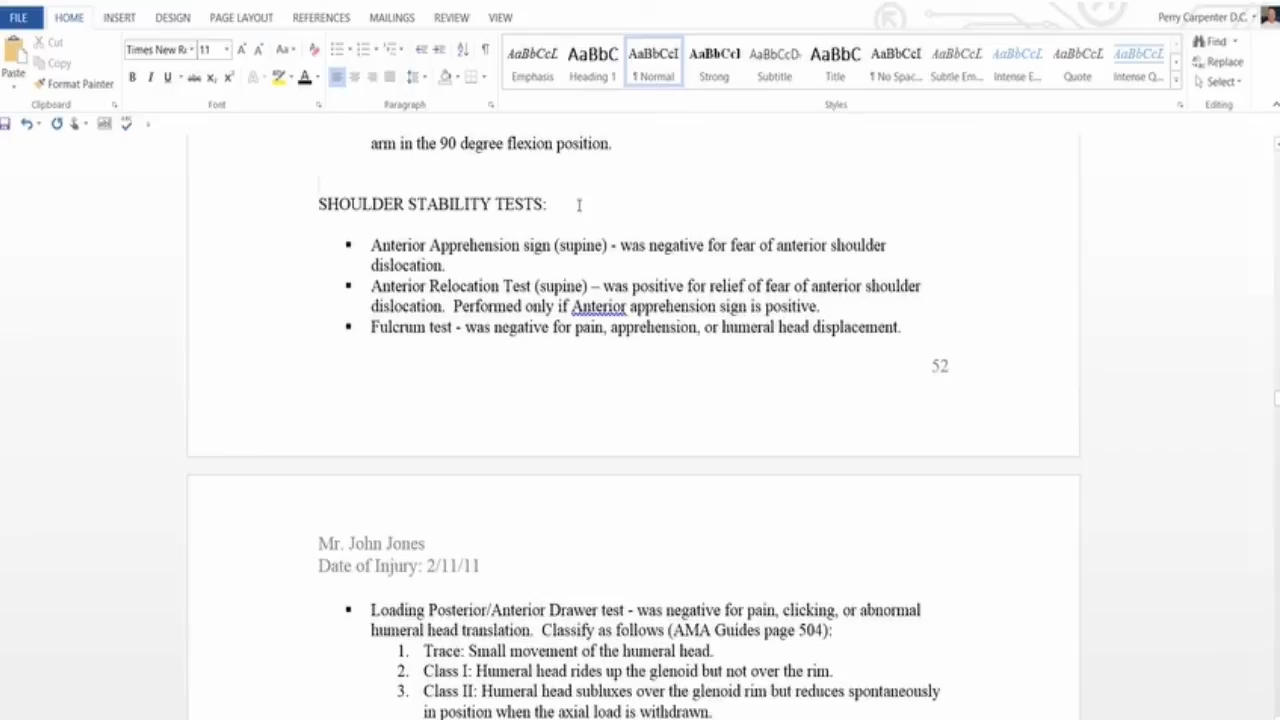 FILE HOME INSERT DESIGN PAGE LAYOUT REFERENCES MAILINGS REVIEW VIEW Perry Carpenter D.C.
Cut
Copy
Format Painter
Paste
Clipboard
Times New Ro 11
Font
Paragraph
AaBbCcL AaBbC AaBbCcI AaBbCcI AaBbCcD AaBbC AaBbCcI AaBbCcL AaBbCcL AaBbCcL AaBbCcL
Emphasis Heading 1 ¶ Normal Strong Subtitle Title ¶ No Spac... Subtle Em... Intense E... Quote Intense Q...
Styles
Find
Replace
Select
Editing
arm in the 90 degree flexion position.
SHOULDER STABILITY TESTS:
▪ Anterior Apprehension sign (supine) - was negative for fear of anterior shoulder
dislocation.
▪ Anterior Relocation Test (supine) – was positive for relief of fear of anterior shoulder
dislocation. Performed only if Anterior apprehension sign is positive.
▪ Fulcrum test - was negative for pain, apprehension, or humeral head displacement.
52
Mr. John Jones
Date of Injury: 2/11/11
▪ Loading Posterior/Anterior Drawer test - was negative for pain, clicking, or abnormal
humeral head translation. Classify as follows (AMA Guides page 504):
1. Trace: Small movement of the humeral head.
2. Class I: Humeral head rides up the glenoid but not over the rim.
3. Class II: Humeral head subluxes over the glenoid rim but reduces spontaneously
in position when the axial load is withdrawn.